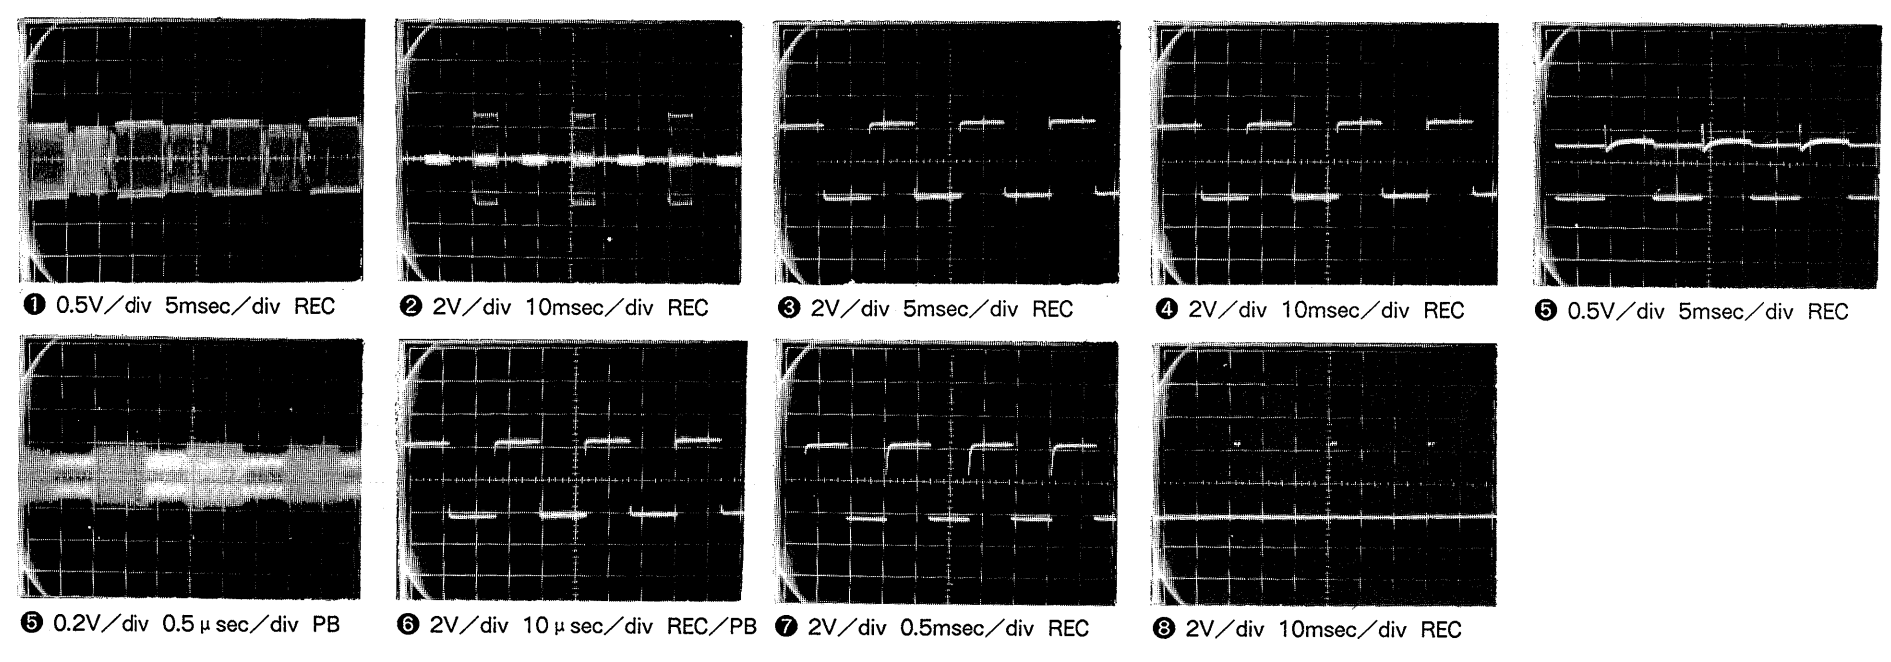 ❶ 0.5V/div 5msec/div REC
❷ 2V/div 10msec/div REC
❸ 2V/div 5msec/div REC
❹ 2V/div 10msec/div REC
❺ 0.5V/div 5msec/div REC
❺ 0.2V/div 0.5μsec/div PB
❻ 2V/div 10μsec/div REC/PB
❼ 2V/div 0.5msec/div REC
❽ 2V/div 10msec/div REC